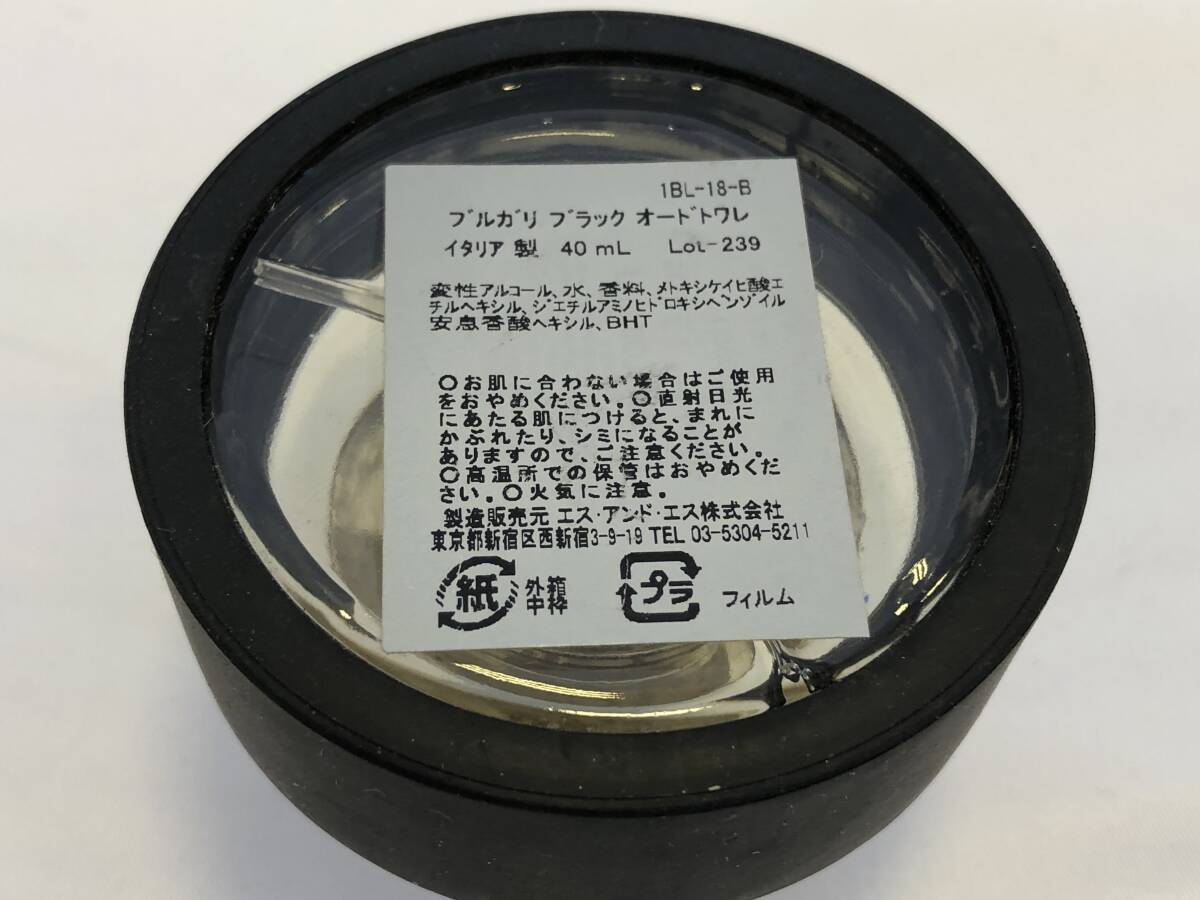 1BL-18-B
ブルガリ ブラック オードトワレ
イタリア 製 40 mL Lot-239
変性アルコール、水、香料、メトキシケイヒ酸エ
チルヘキシル、ジエチルアミノヒドロキシベンゾイル
安息香酸ヘキシル、BHT
○お肌に合わない場合はご使用
をおやめください。○直射日光
にあたる肌につけると、まれに
かぶれたり、シミになることが
ありますので、ご注意ください。
○高温所での保管はおやめくだ
さい。○火気に注意。
製造販売元 エス・アンド・エス株式会社
東京都新宿区西新宿3-9-19 TEL 03-5304-5211
紙 外箱 プラ フィルム
中枠